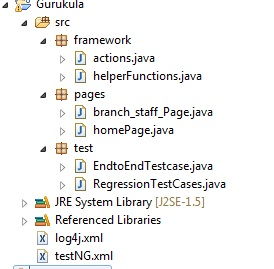 Gurukula
src
framework
actions.java
helperFunctions.java
pages
branch_staff_Page.java
homePage.java
test
EndtoEndTestcase.java
RegressionTestCases.java
JRE System Library [J2SE-1.5]
Referenced Libraries
log4j.xml
testNG.xml